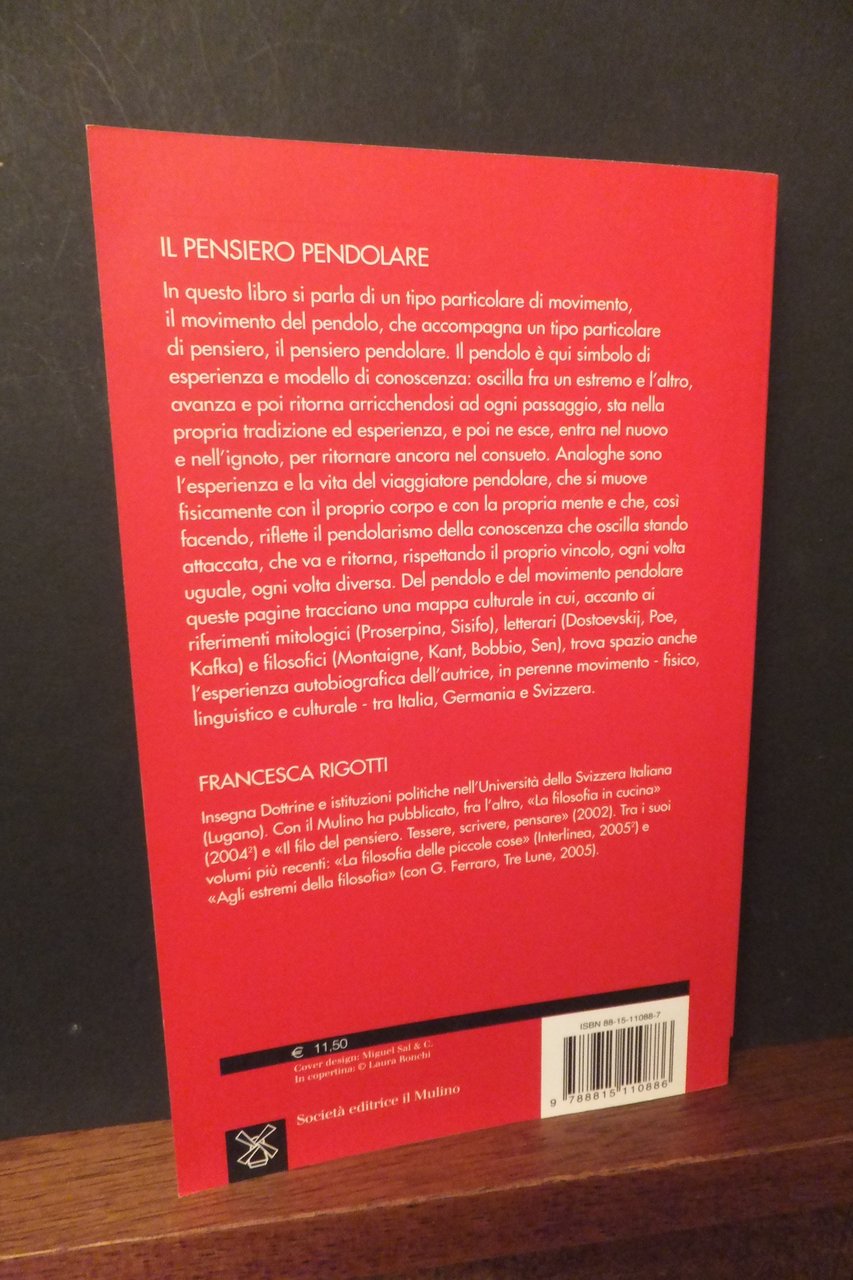 IL PENSIERO PENDOLARE
In questo libro si parla di un tipo particolare di movimento,
il movimento del pendolo, che accompagna un tipo particolare
di pensiero, il pensiero pendolare. Il pendolo è qui simbolo di
esperienza e modello di conoscenza: oscilla fra un estremo e l'altro,
avanza e poi ritorna arricchendosi ad ogni passaggio, sta nella
propria tradizione ed esperienza, e poi ne esce, entra nel nuovo
e nell'ignoto, per ritornare ancora nel consueto. Analoghe sono
l'esperienza e la vita del viaggiatore pendolare, che si muove
fisicamente con il proprio corpo e con la propria mente e che, così
facendo, riflette il pendolarismo della conoscenza che oscilla stando
attaccata, che va e ritorna, rispettando il proprio vincolo, ogni volta
uguale, ogni volta diversa. Del pendolo e del movimento pendolare
queste pagine tracciano una mappa culturale in cui, accanto ai
riferimenti mitologici (Proserpina, Sisifo), letterari (Dostoevskij, Poe,
Kafka) e filosofici (Montaigne, Kant, Bobbio, Sen), trova spazio anche
l'esperienza autobiografica dell'autrice, in perenne movimento - fisico,
linguistico e culturale - tra Italia, Germania e Svizzera.
FRANCESCA RIGOTTI
Insegna Dottrine e istituzioni politiche nell'Università della Svizzera Italiana
(Lugano). Con il Mulino ha pubblicato, fra l'altro, «La filosofia in cucina»
(2004²) e «Il filo del pensiero. Tessere, scrivere, pensare» (2002). Tra i suoi
volumi più recenti: «La filosofia delle piccole cose» (Interlinea, 2005²) e
«Agli estremi della filosofia» (con G. Ferraro, Tre Lune, 2005).
€ 11,50
Cover design: Miguel Sal & C.
In copertina: © Laura Ronchi
Società editrice il Mulino
ISBN 88-15-11088-7
9 788815 110886